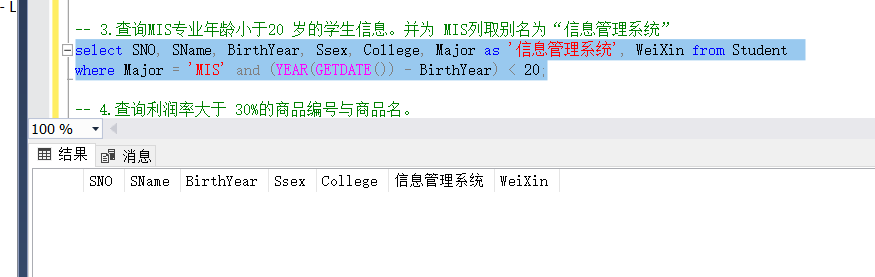 - L
-- 3.查询MIS专业年龄小于20 岁的学生信息。并为 MIS列取别名为“信息管理系统”
select SNO, SName, BirthYear, Ssex, College, Major as '信息管理系统', WeiXin from Student
where Major = 'MIS' and (YEAR(GETDATE()) - BirthYear) < 20;
-- 4.查询利润率大于 30%的商品编号与商品名。
100 %
结果 消息
SNO SName BirthYear Ssex College 信息管理系统 WeiXin